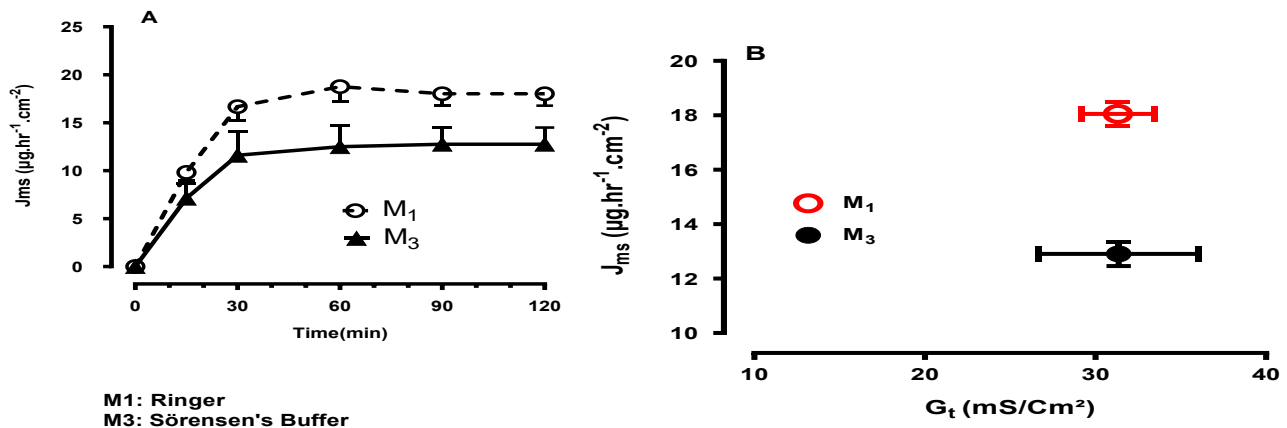 A
25
20
15
10
5
0
Jms (µg.hr⁻¹.cm⁻²)
M₁
M₃
0 30 60 90 120
Time(min)
M1: Ringer
M3: Sörensen's Buffer
B
20
18
16
14
12
10
Jₘₛ (µg.hr⁻¹.cm⁻²)
M₁
M₃
10 20 30 40
Gₜ (mS/Cm²)